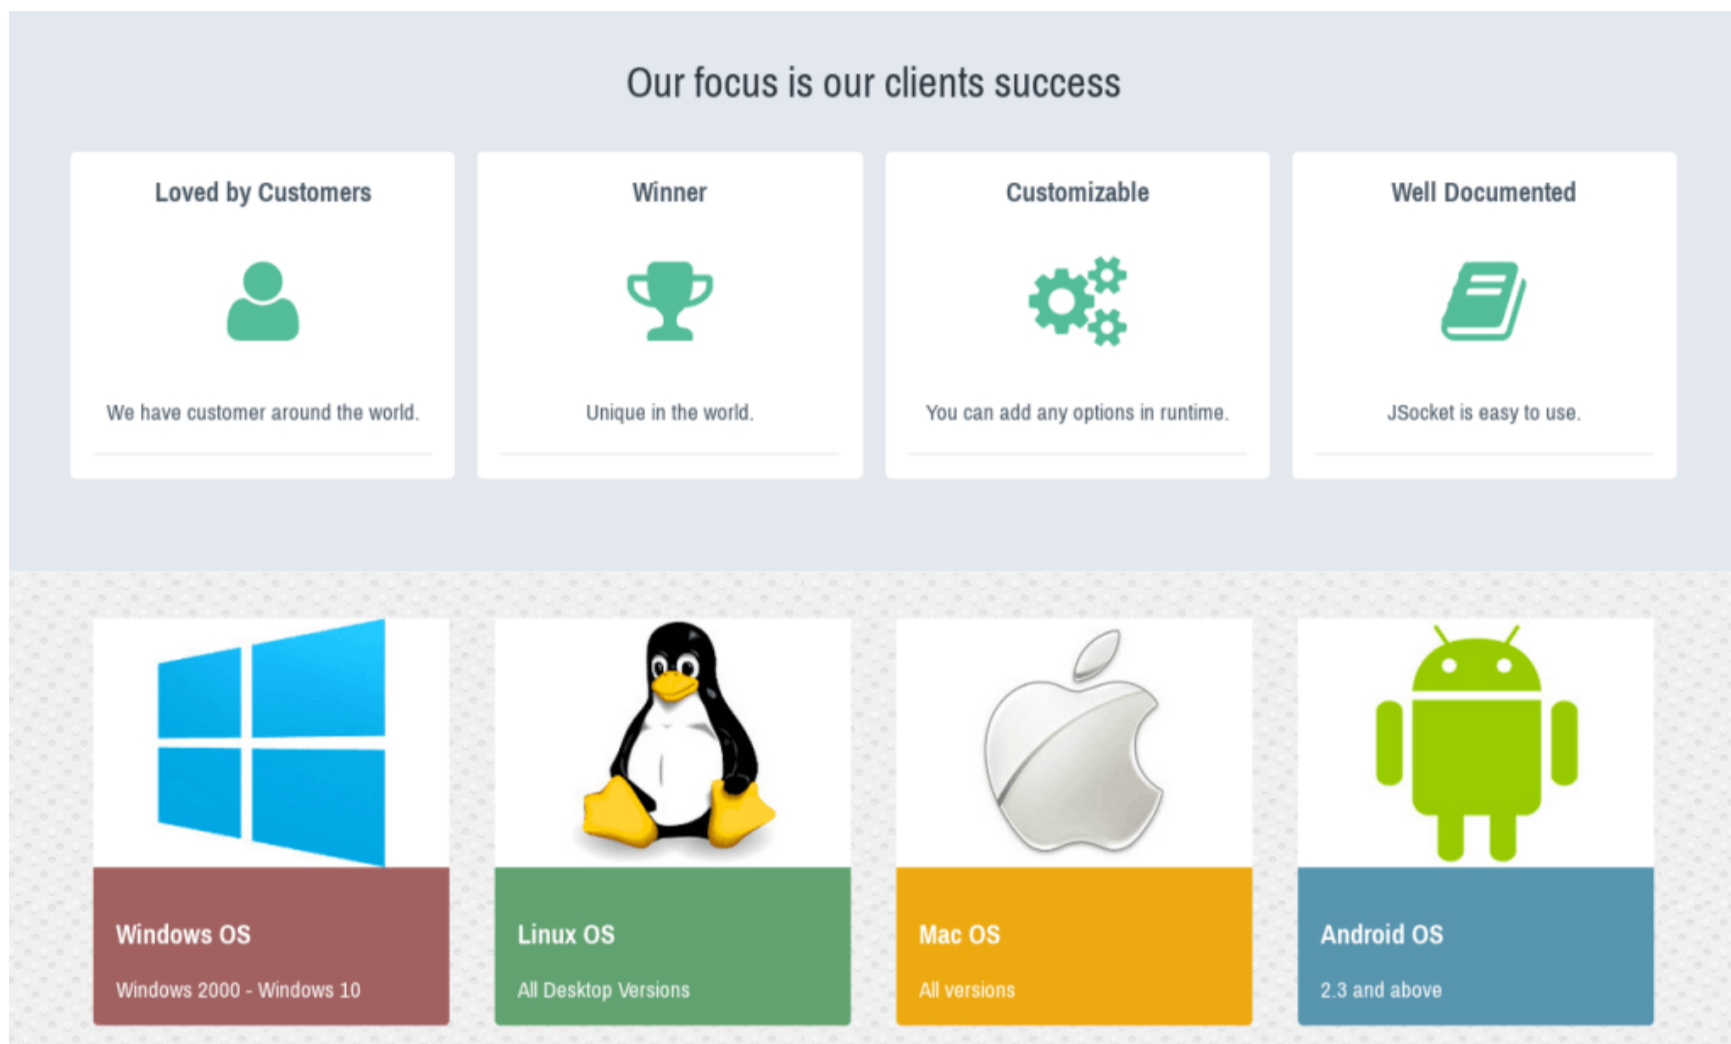 Our focus is our clients success
Loved by Customers
We have customer around the world.
Winner
Unique in the world.
Customizable
You can add any options in runtime.
Well Documented
JSocket is easy to use.
Windows OS
Windows 2000 - Windows 10
Linux OS
All Desktop Versions
Mac OS
All versions
Android OS
2.3 and above